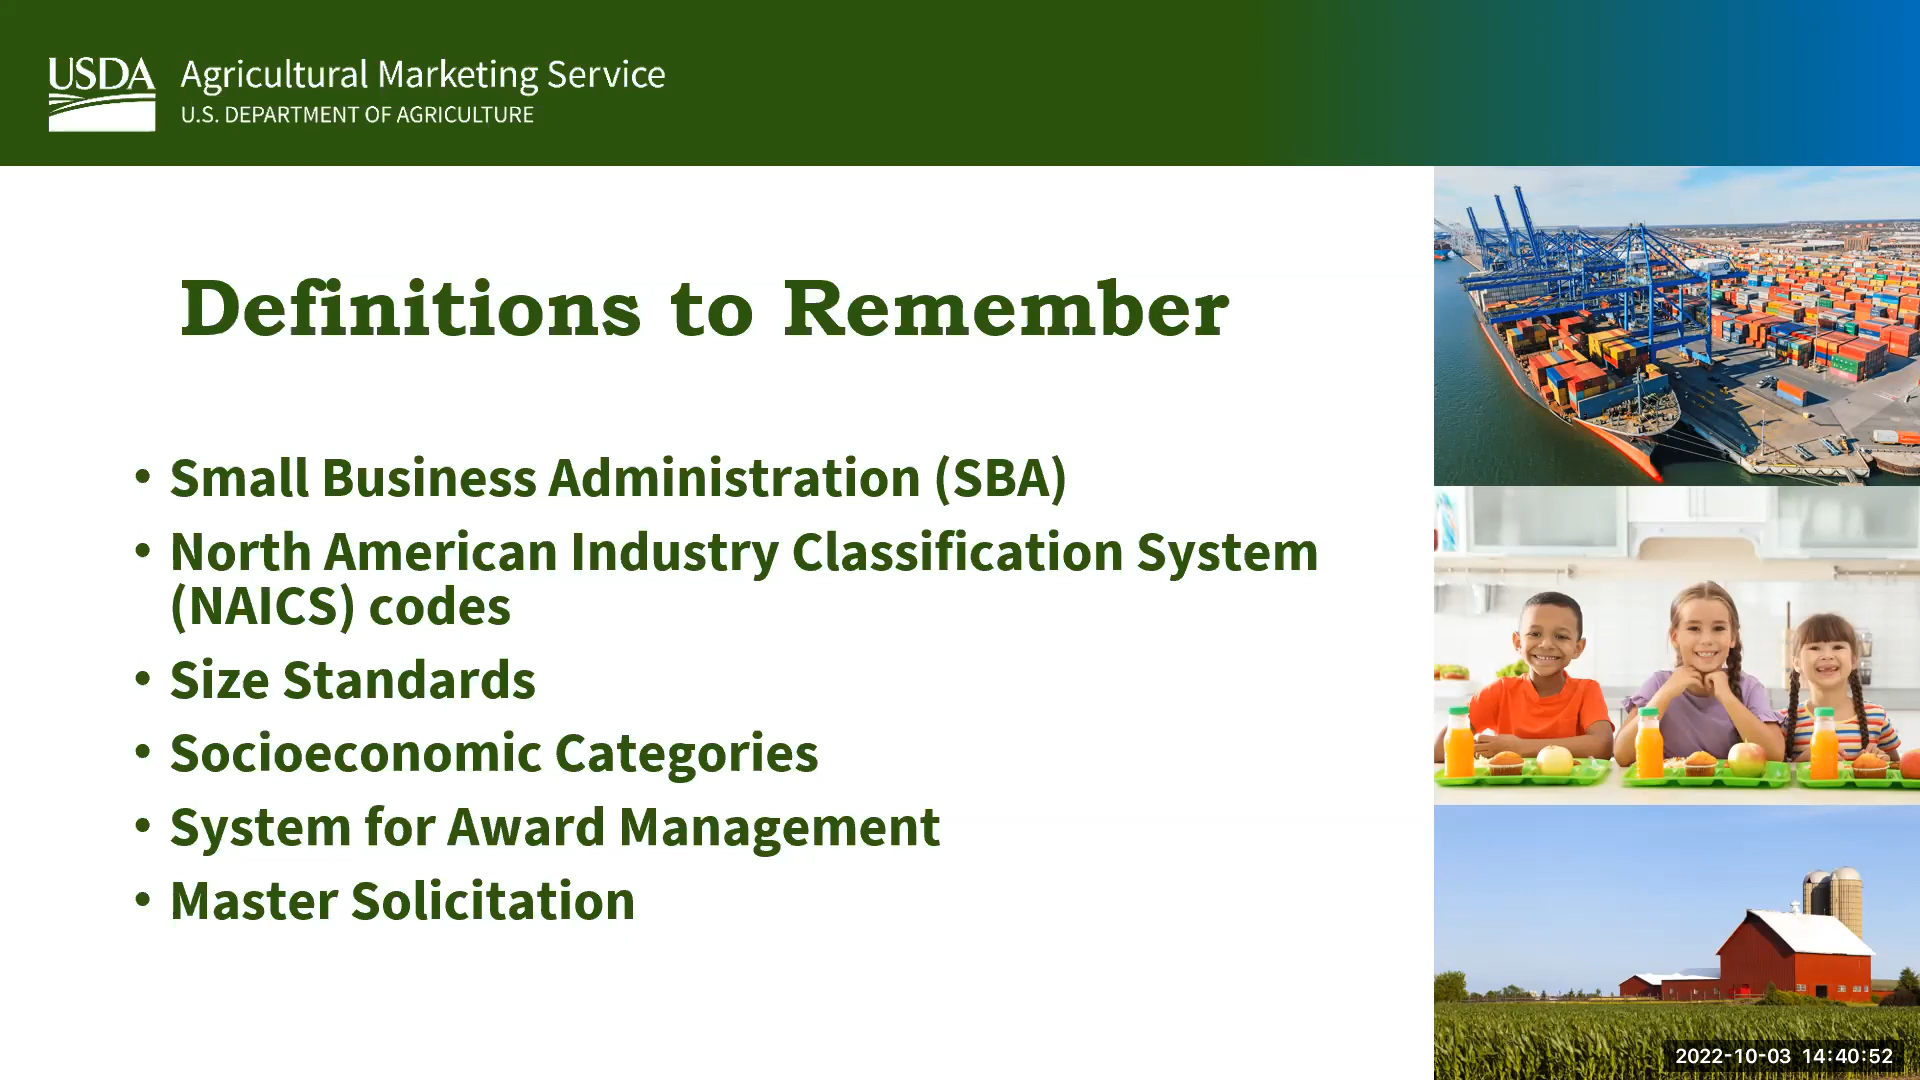 USDA Agricultural Marketing Service
U.S. DEPARTMENT OF AGRICULTURE
Definitions to Remember
• Small Business Administration (SBA)
• North American Industry Classification System
(NAICS) codes
• Size Standards
• Socioeconomic Categories
• System for Award Management
• Master Solicitation
2022-10-03 14:40:52